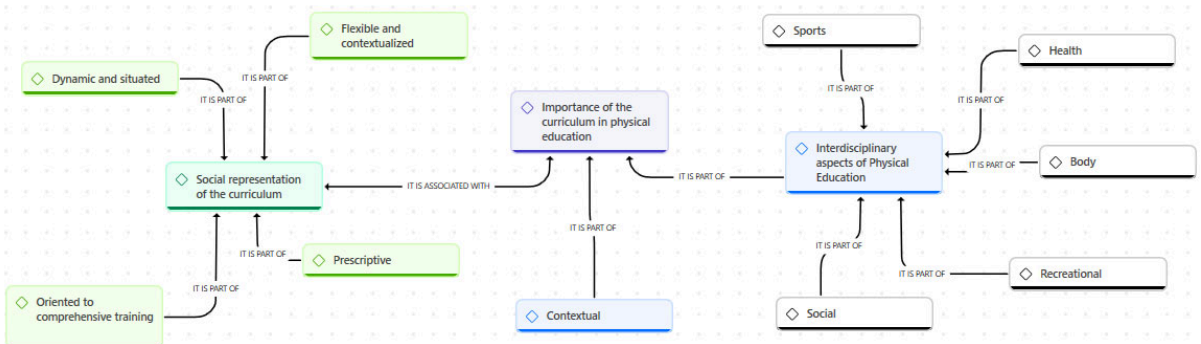 Flexible and
contextualized
Sports
Health
IT IS PART OF
Dynamic and situated
IT IS PART OF
IT IS PART OF
IT IS PART OF
Importance of the
curriculum in physical
education
Interdisciplinary
aspects of Physical
Education
IT IS PART OF
Body
Social representation
of the curriculum
IT IS ASSOCIATED WITH
IT IS PART OF
IT IS PART OF
IT IS PART OF
IT IS PART OF
Prescriptive
IT IS PART OF
IT IS PART OF
Recreational
IT IS PART OF
Oriented to
comprehensive training
Contextual
Social